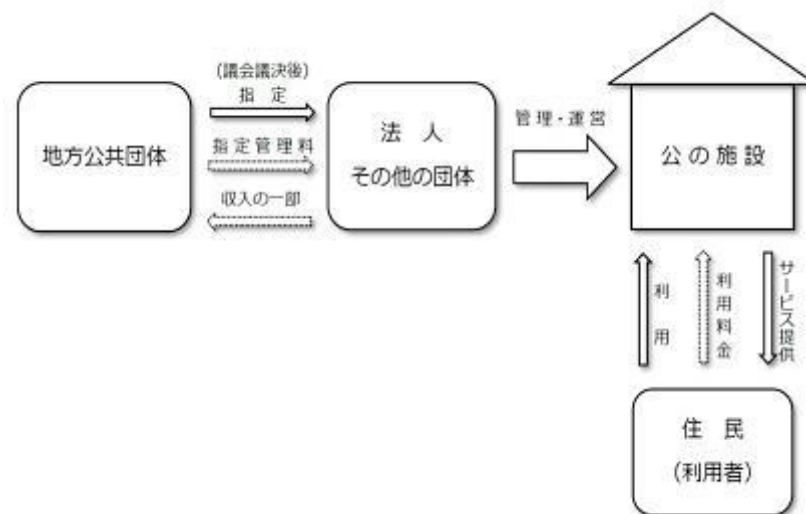 (議会議決後)
指定
地方公共団体
指定管理料
収入の一部
法人
その他の団体
管理・運営
公の施設
利用
利用料金
サービス提供
住民
(利用者)